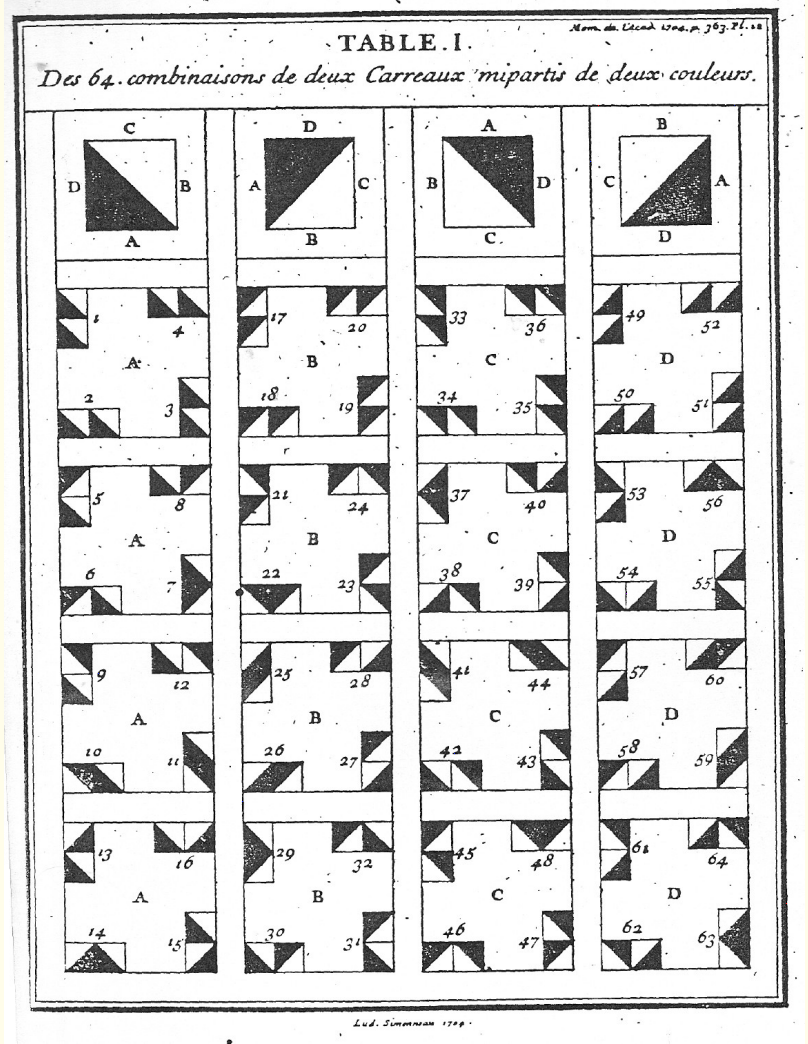 Mem. de l'Acad. 1704. p. 363. Pl. 12
TABLE. I.
Des 64. combinaisons de deux Carreaux mipartis de deux couleurs.
C D A B
D B A C B D C A
A B C D
1 4 17 20 33 36 49 52
A B C D
2 3 18 19 34 35 50 51
5 8 21 24 37 40 53 56
A B C D
6 7 22 23 38 39 54 55
9 12 25 28 41 44 57 60
A B C D
10 11 26 27 42 43 58 59
13 16 29 32 45 48 61 64
A B C D
14 15 30 31 46 47 62 63
Lud. Simonneau 1704.